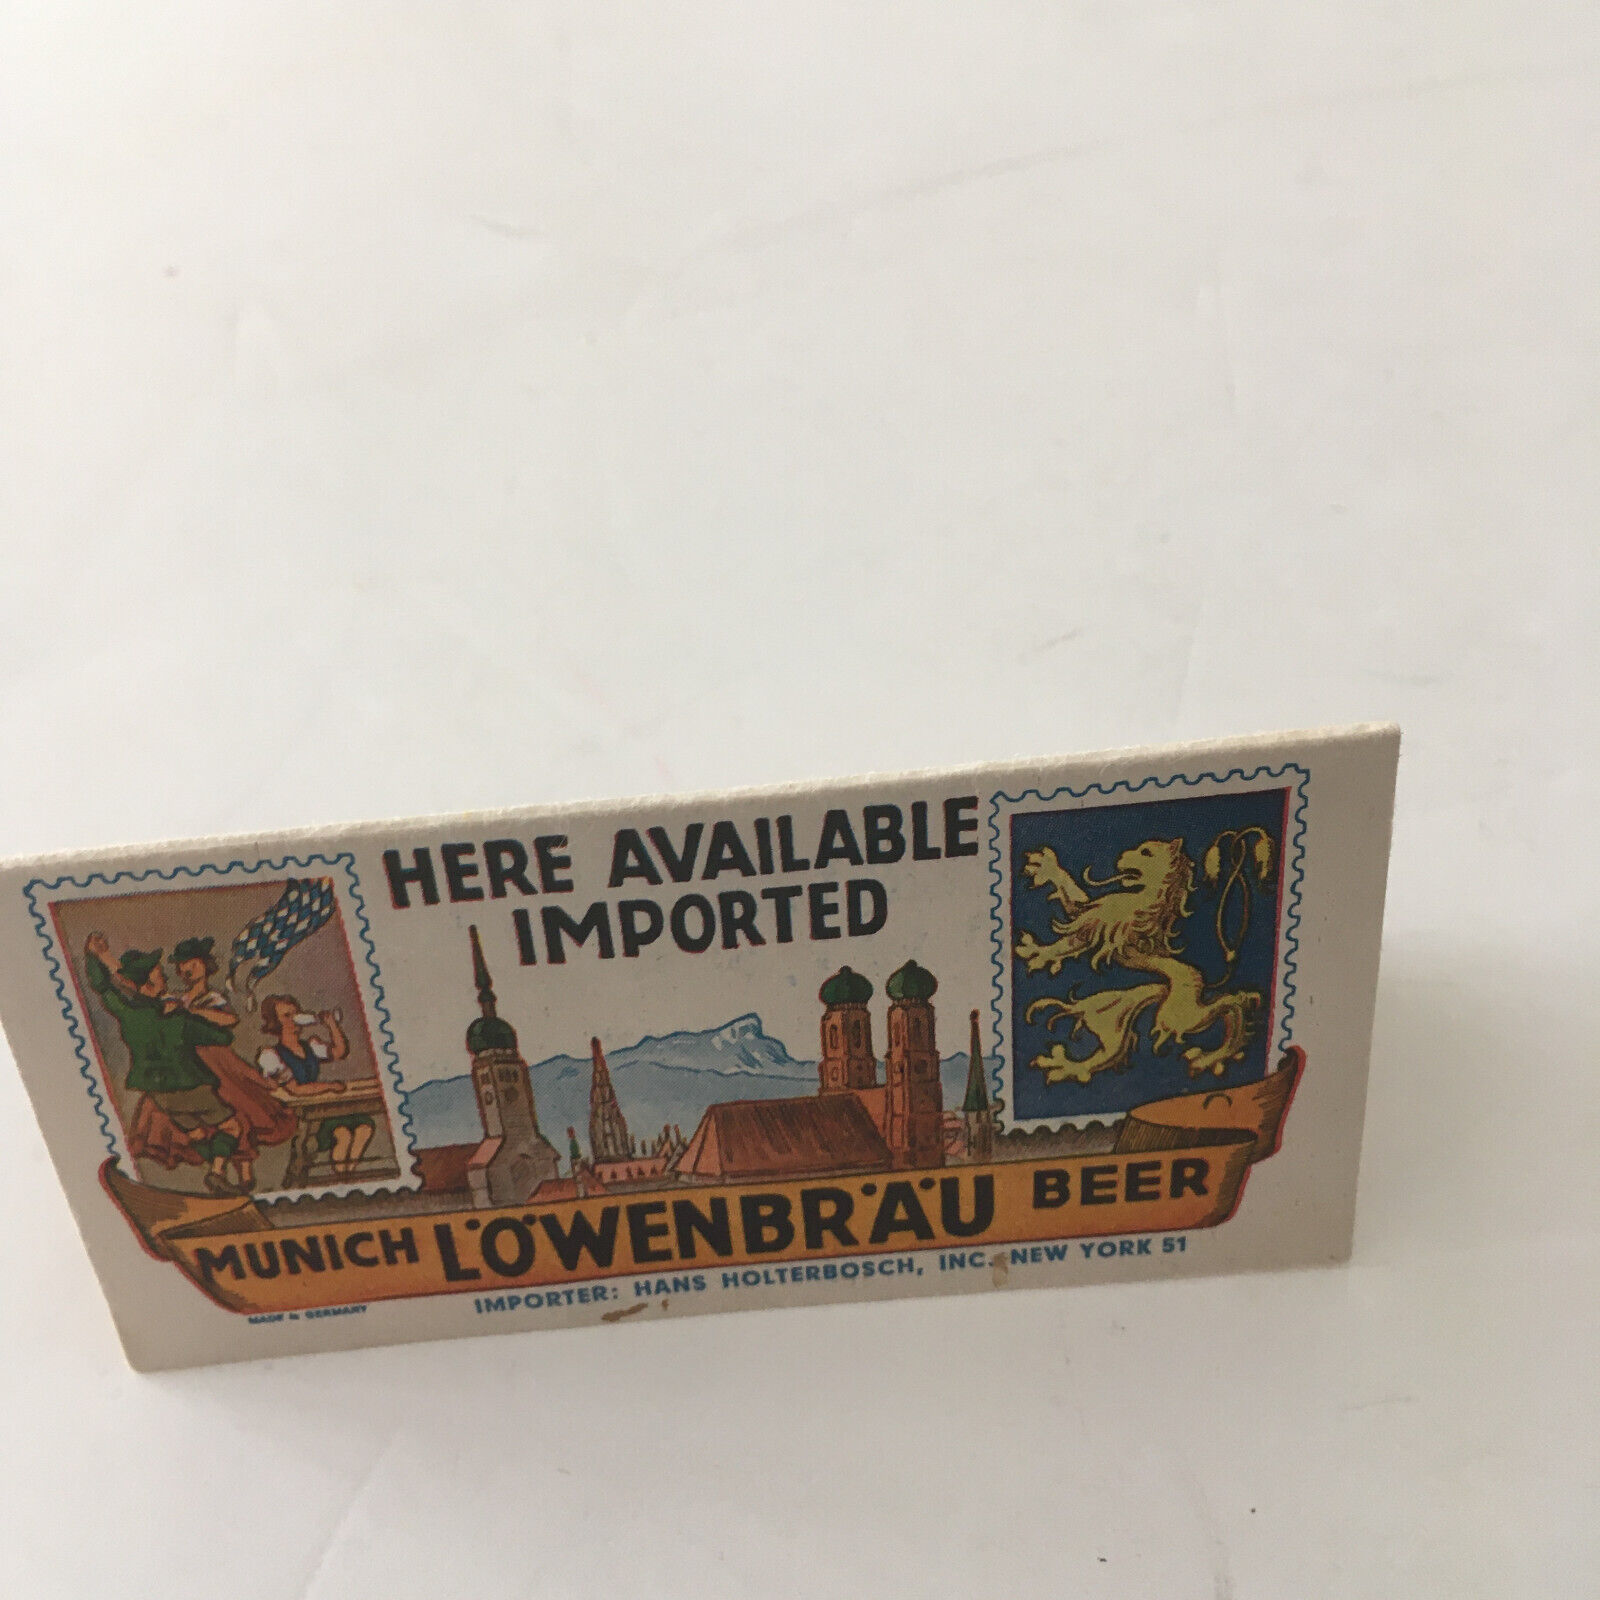 HERE AVAILABLE
IMPORTED
MUNICH LÖWENBRÄU BEER
IMPORTER: HANS HOLTERBOSCH, INC. NEW YORK 51
MADE in GERMANY